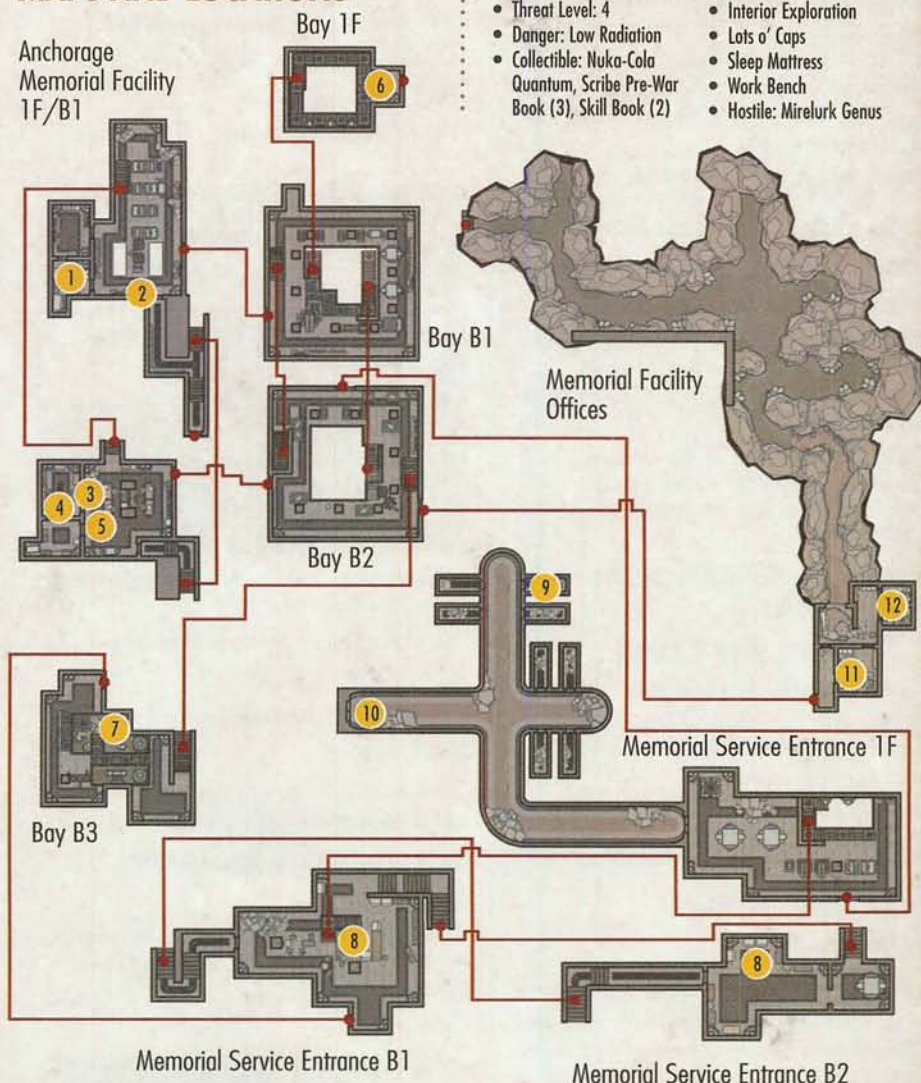 Bay 1F
• Threat Level: 4
• Danger: Low Radiation
• Collectible: Nuka-Cola
Quantum, Scribe Pre-War
Book (3), Skill Book (2)
• Interior Exploration
• Lots o' Caps
• Sleep Mattress
• Work Bench
• Hostile: Mirelurk Genus
Anchorage
Memorial Facility
1F/B1
6
1
2
Bay B1
Memorial Facility
Offices
3
4
5
Bay B2
9
12
11
10
7
Memorial Service Entrance 1F
Bay B3
8
8
Memorial Service Entrance B1
Memorial Service Entrance B2